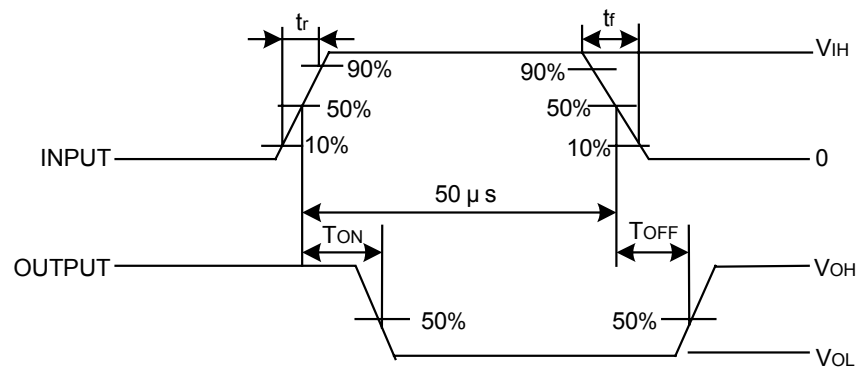 tr
tf
VIH
90%
90%
50%
50%
10%
10%
INPUT
0
50 µ s
TON
TOFF
OUTPUT
VOH
50%
50%
VOL